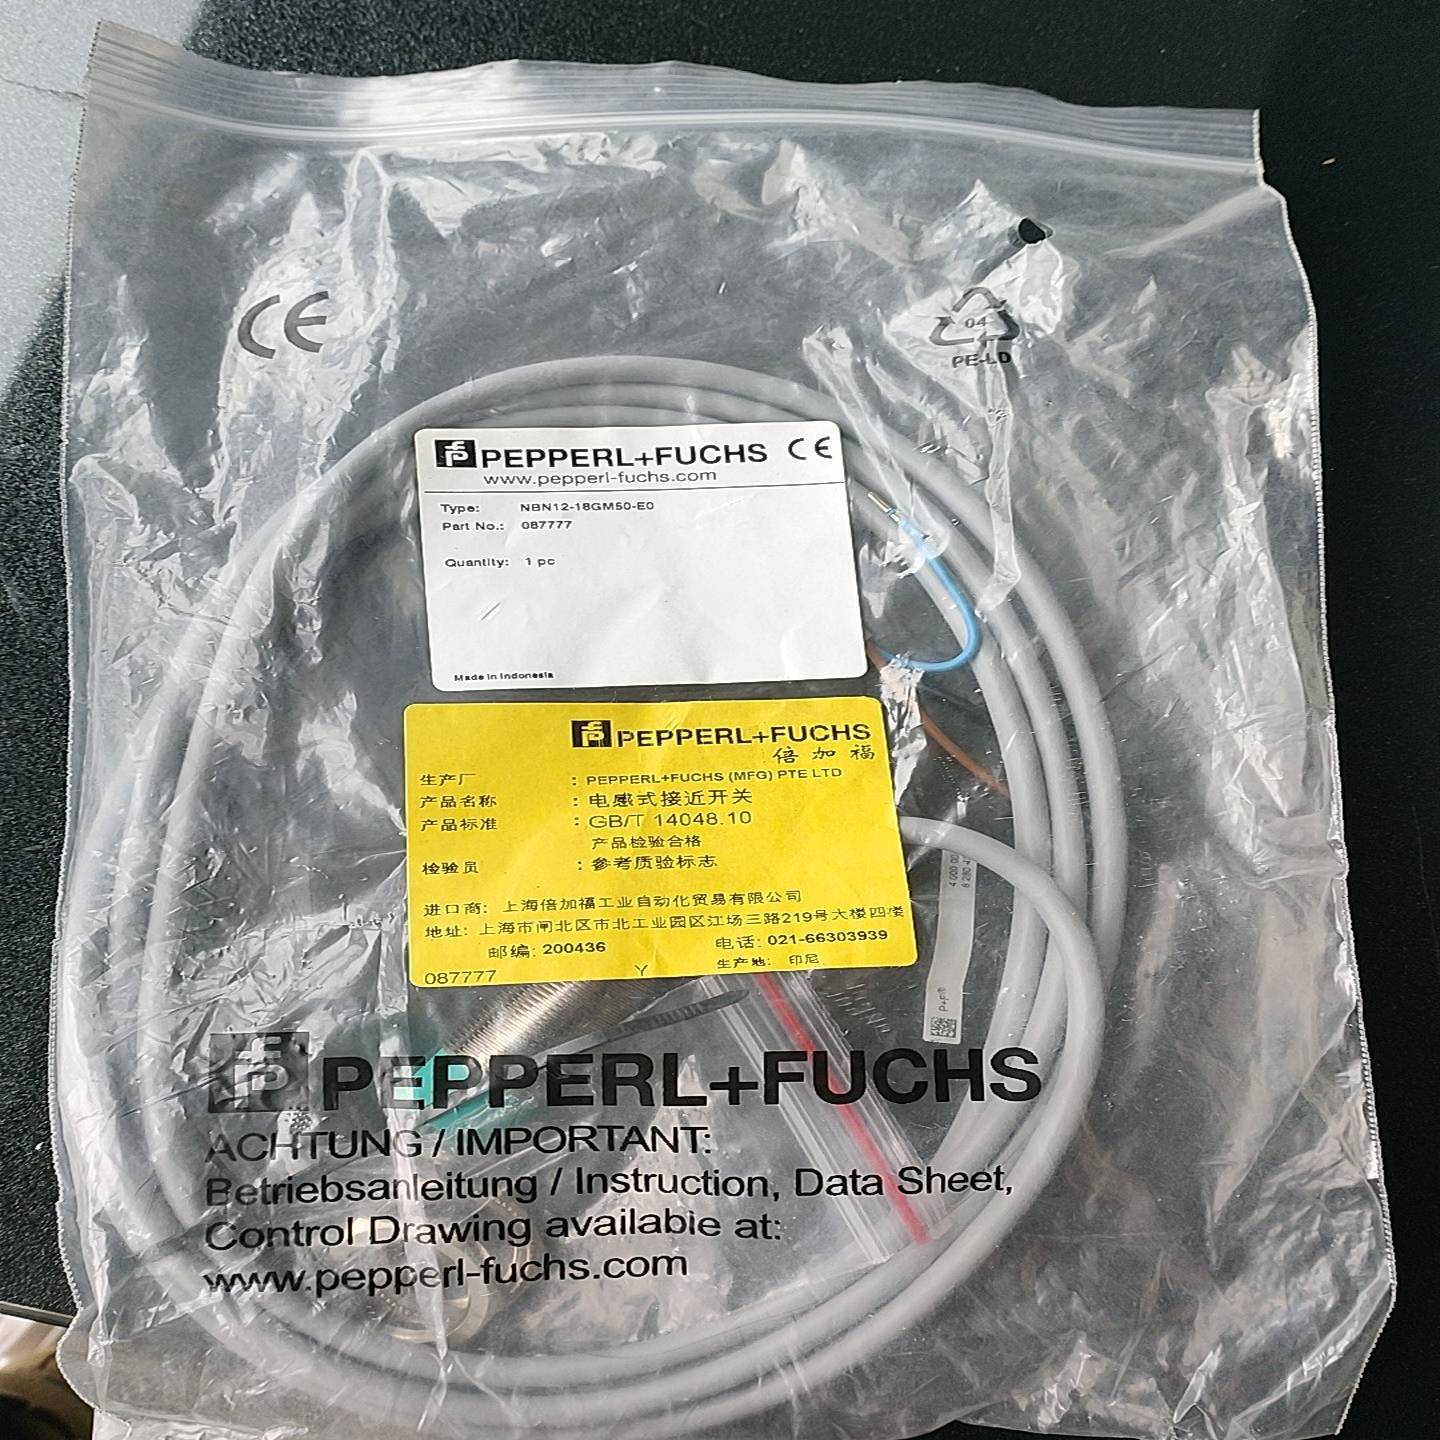 CE
04
PE-LD
PEPPERL+FUCHS CE
www.pepperl-fuchs.com
Type: NBN12-18GM50-E0
Part No.: 087777
Quantity: 1 pc
Made in Indonesia
PEPPERL+FUCHS
倍加福
生产厂 : PEPPERL+FUCHS (MFG) PTE LTD
产品名称 : 电感式接近开关
产品标准 : GB/T 14048.10
产品检验合格
检验员 : 参考质验标志
进口商: 上海倍加福工业自动化贸易有限公司
地址: 上海市闸北区市北工业园区江场三路219号大楼四楼
邮编: 200436 电话: 021-66303939
087777 Y 生产地: 印尼
p+p®
PEPPERL+FUCHS
ACHTUNG / IMPORTANT:
Betriebsanleitung / Instruction, Data Sheet,
Control Drawing available at:
www.pepperl-fuchs.com